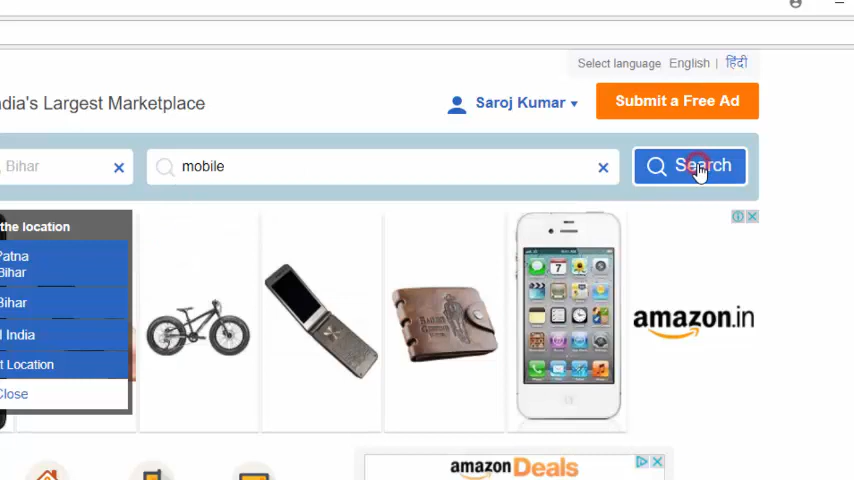 Select language English | हिंदी
ndia's Largest Marketplace
Saroj Kumar
Submit a Free Ad
Bihar
mobile
Search
the location
Patna
Bihar
Bihar
l India
t Location
Close
amazon.in
amazon Deals